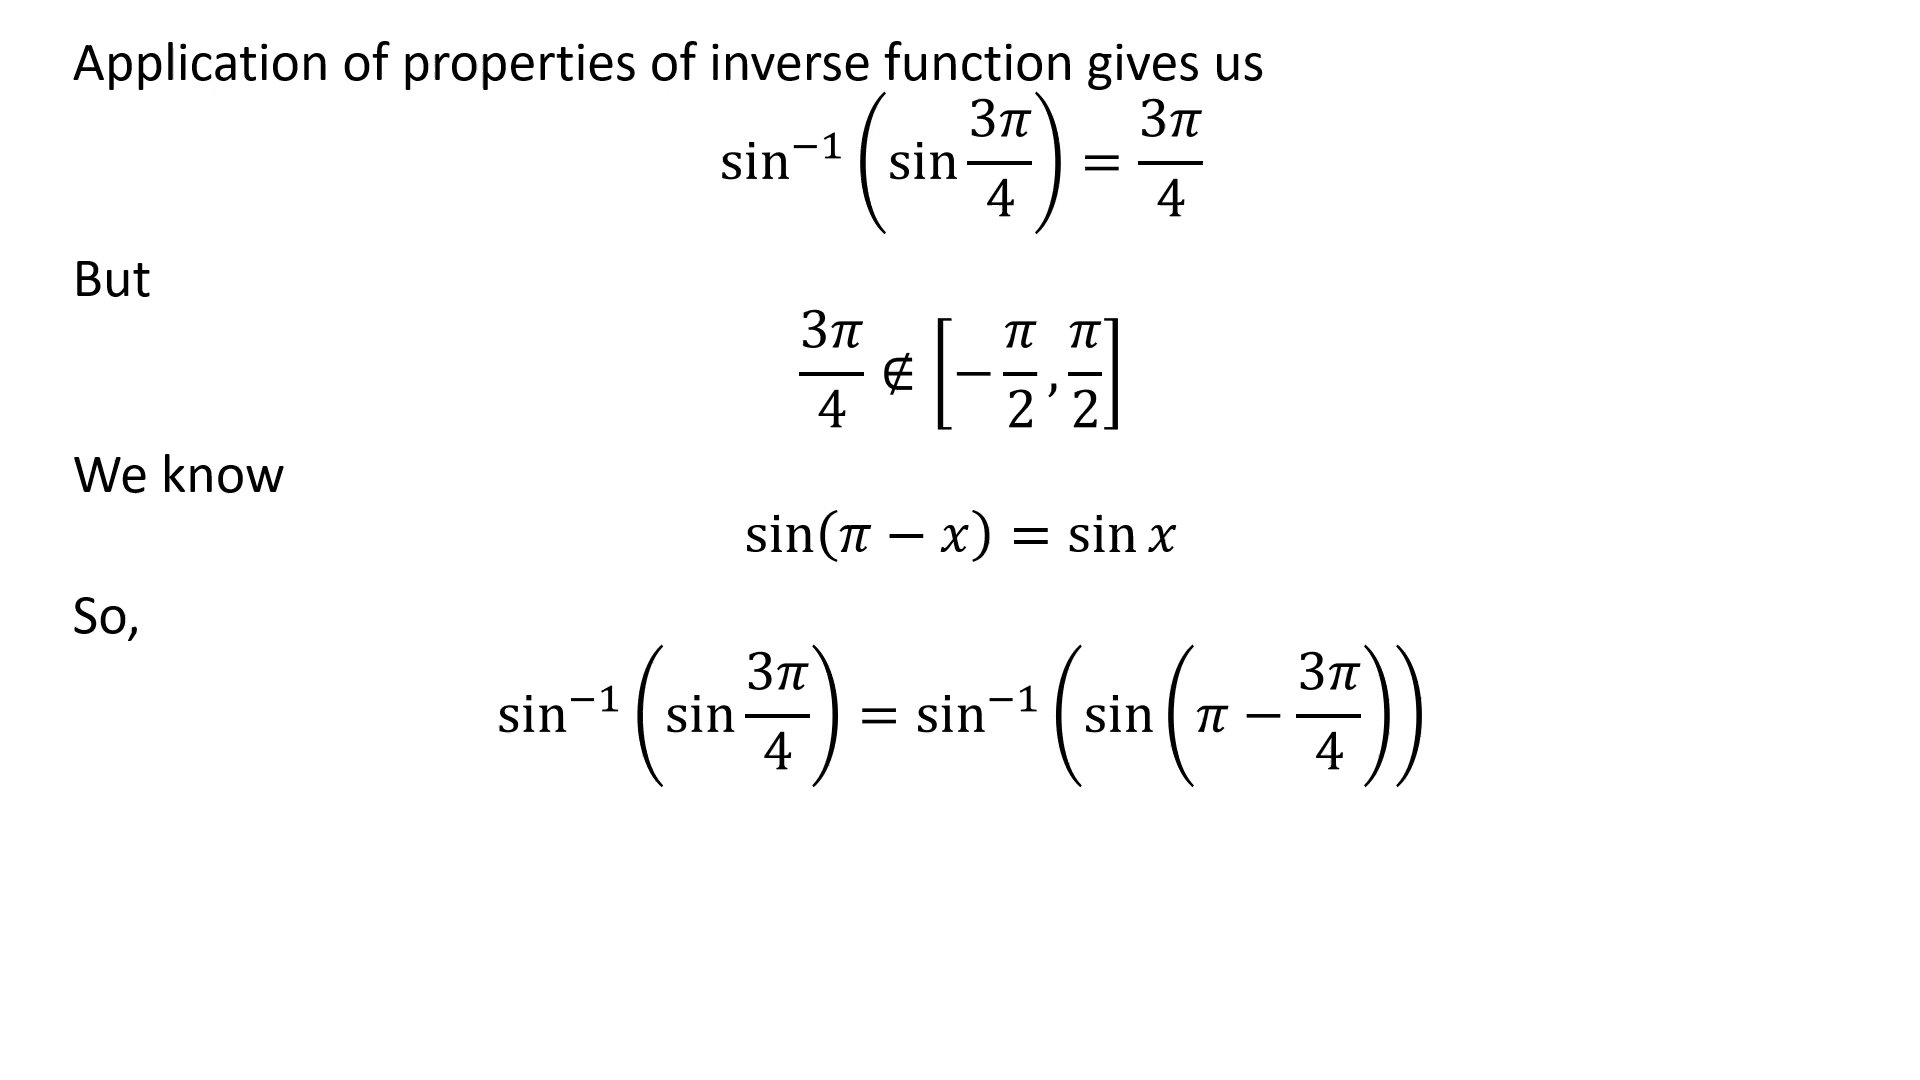 Application of properties of inverse function gives us
sin⁻¹(sin 3π/4) = 3π/4
But
3π/4 ∉ [−π/2, π/2]
We know
sin(π − x) = sin x
So,
sin⁻¹(sin 3π/4) = sin⁻¹(sin(π − 3π/4))